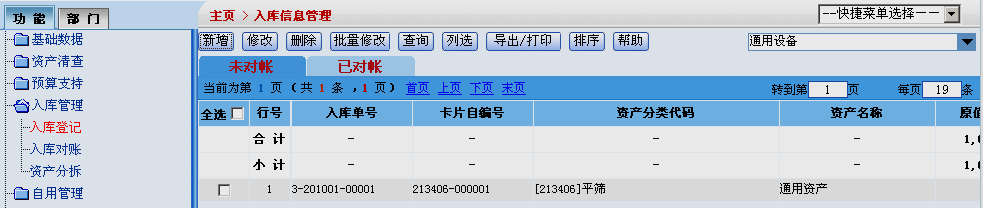 功 能 部 门
主页 > 入库信息管理
--快捷菜单选择－－
基础数据
资产清查
预算支持
入库管理
入库登记
入库对账
资产分拆
自用管理
新增 修改 删除 批量修改 查询 列选 导出/打印 排序 帮助
通用设备
未对帐 已对帐
当前为第 1 页 (共 1 条 ,1 页) 首页 上页 下页 末页 转到第 1 页 每页 19 条
全选 行号 入库单号 卡片自编号 资产分类代码 资产名称
合 计 - - - -
小 计 - - - -
1 3-201001-00001 213406-000001 [213406]平筛 通用资产